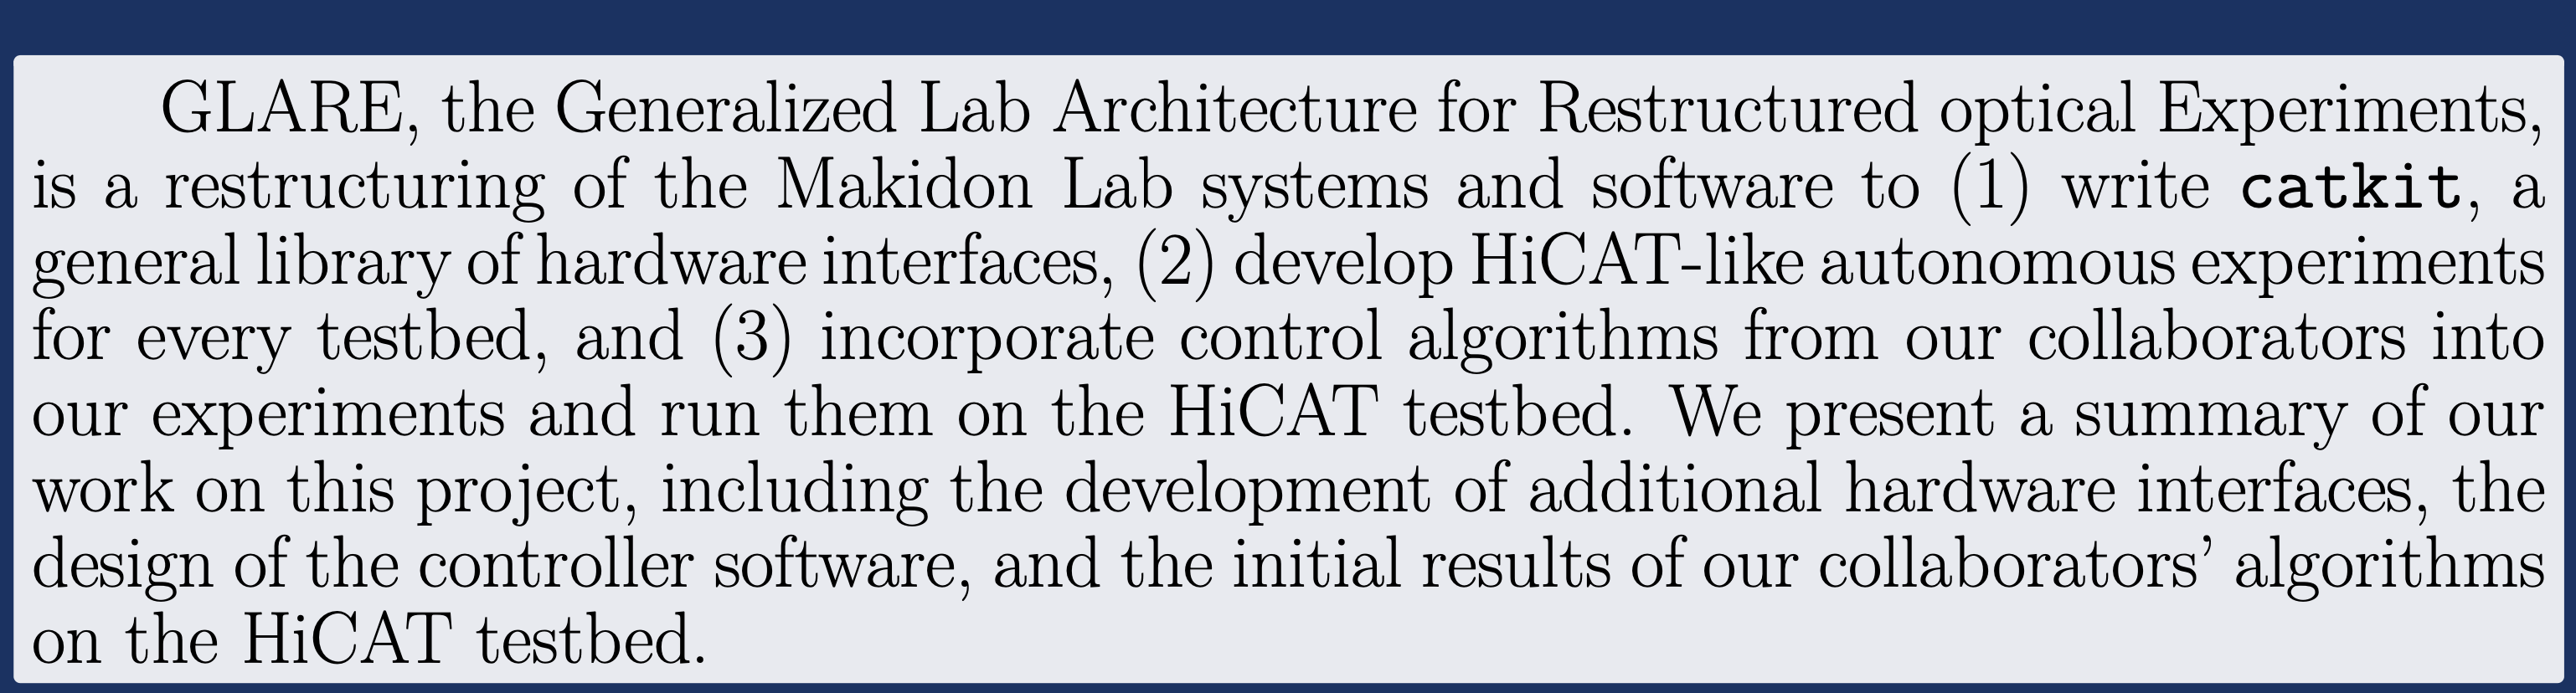 GLARE, the Generalized Lab Architecture for Restructured optical Experiments,
is a restructuring of the Makidon Lab systems and software to (1) write catkit, a
general library of hardware interfaces, (2) develop HiCAT-like autonomous experiments
for every testbed, and (3) incorporate control algorithms from our collaborators into
our experiments and run them on the HiCAT testbed. We present a summary of our
work on this project, including the development of additional hardware interfaces, the
design of the controller software, and the initial results of our collaborators’ algorithms
on the HiCAT testbed.